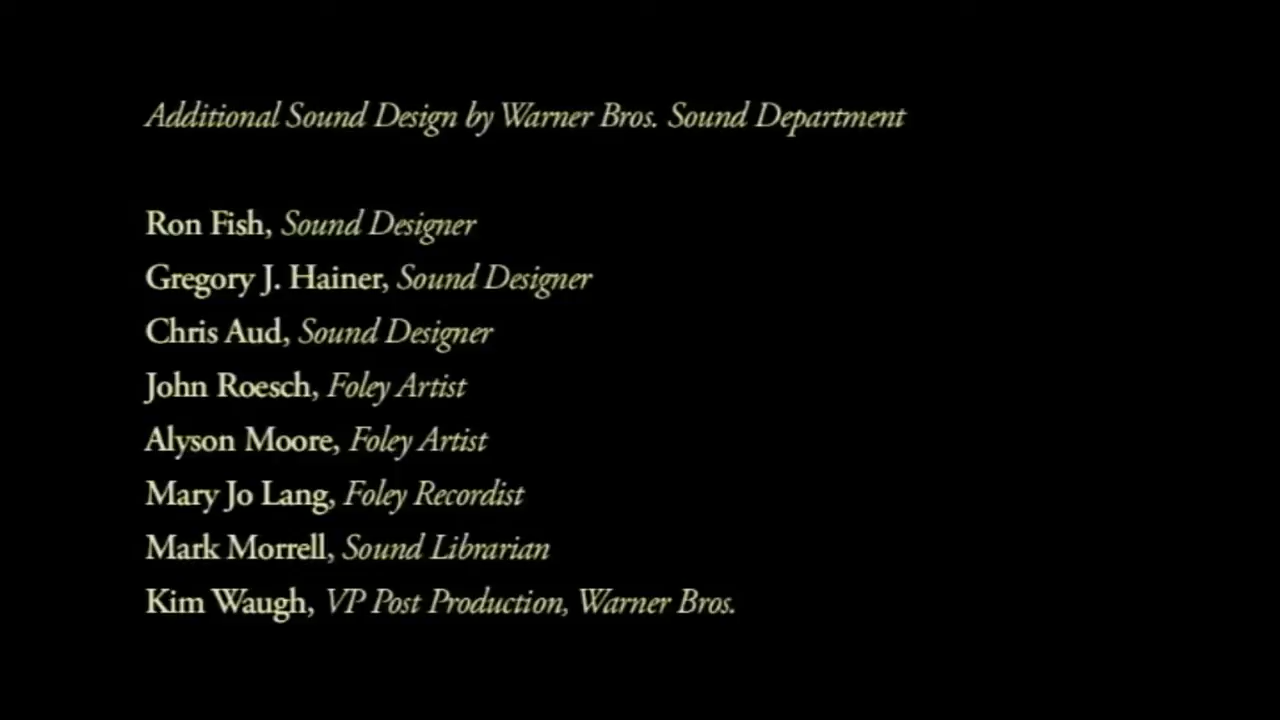 Additional Sound Design by Warner Bros. Sound Department
Ron Fish, Sound Designer
Gregory J. Hainer, Sound Designer
Chris Aud, Sound Designer
John Roesch, Foley Artist
Alyson Moore, Foley Artist
Mary Jo Lang, Foley Recordist
Mark Morrell, Sound Librarian
Kim Waugh, VP Post Production, Warner Bros.